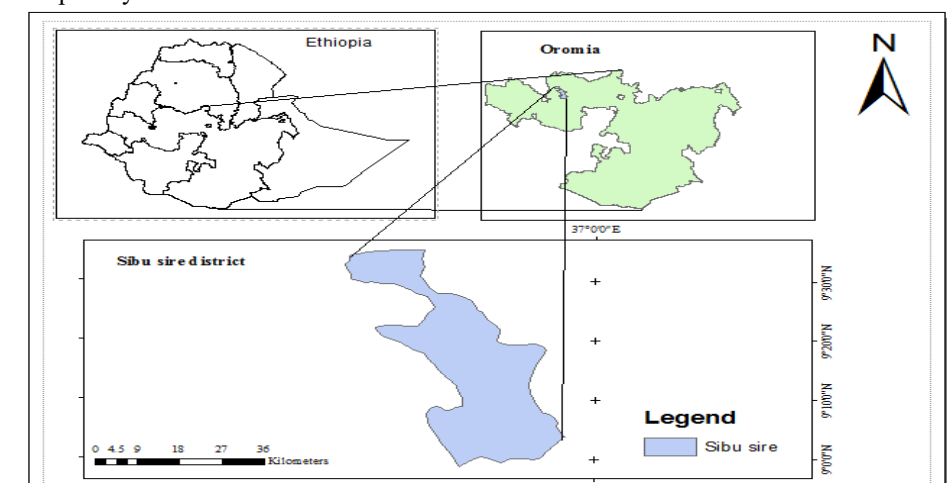 Ethiopia
Oromia
N
37°0'0"E
Sibu sire district
9°30'0"N
9°20'0"N
9°10'0"N
9°0'0"N
Legend
Sibu sire
0 4.5 9 18 27 36
Kilometers